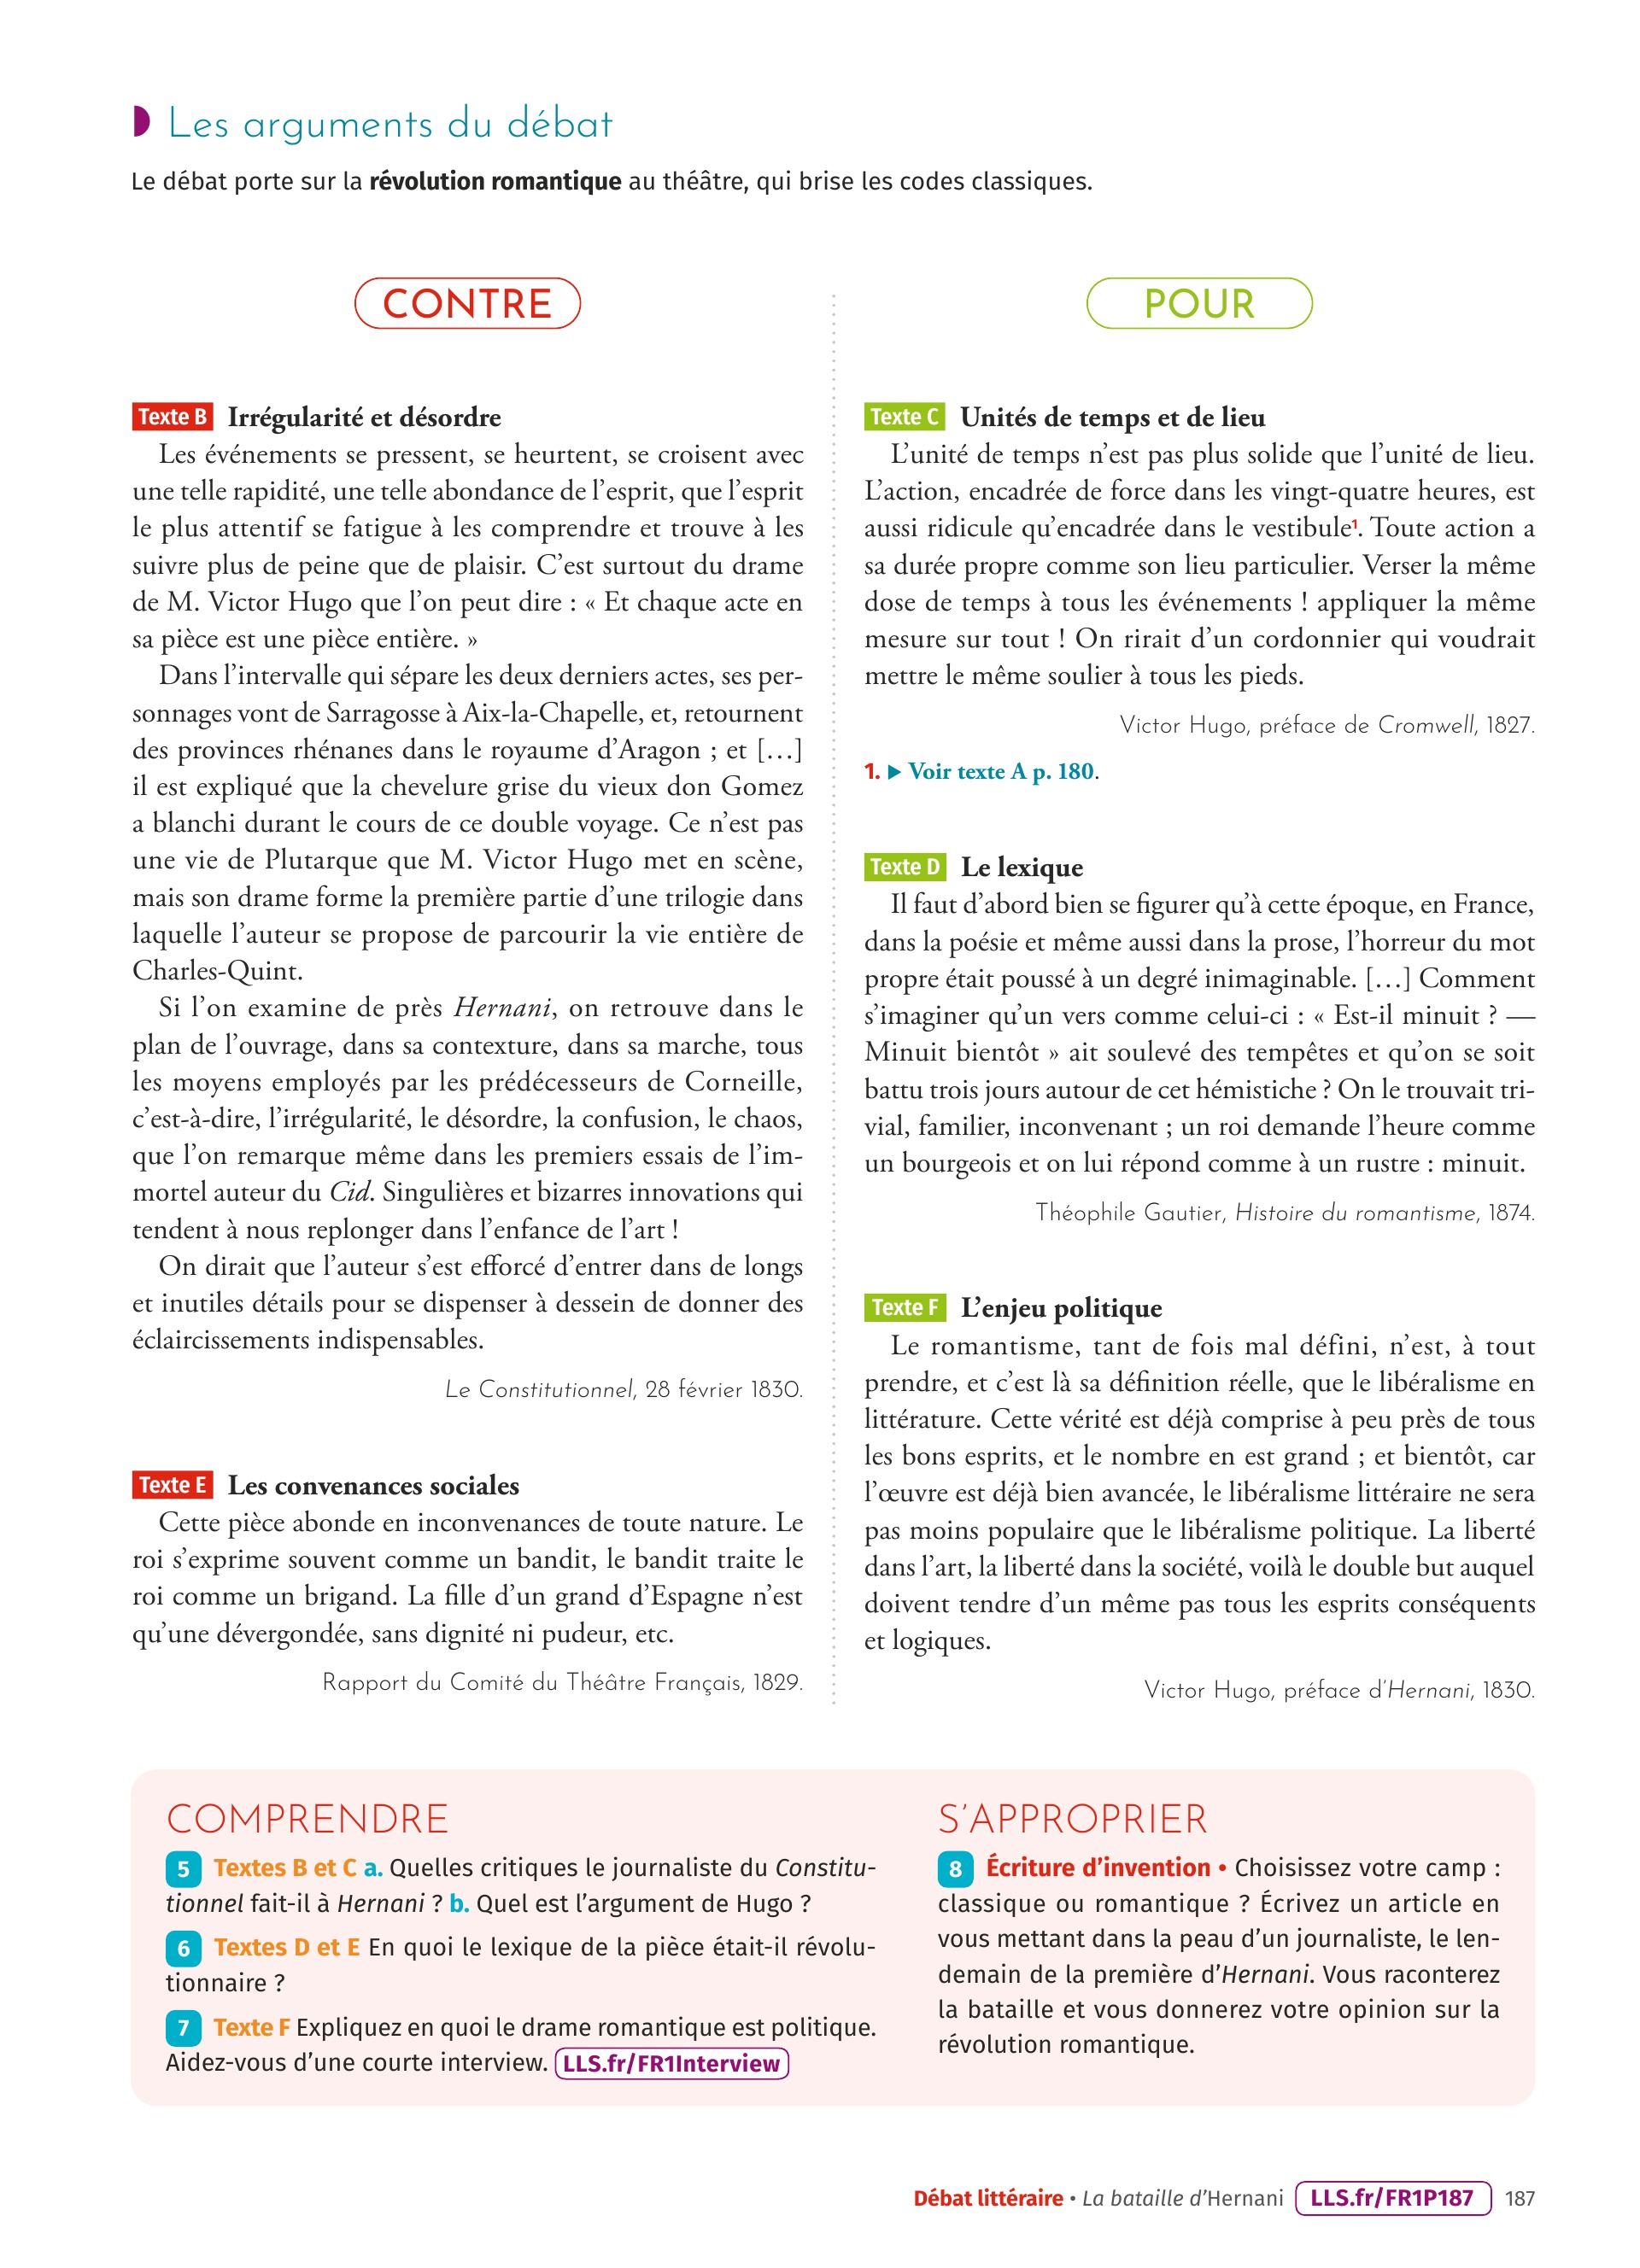 Les arguments du débat
Le débat porte sur la révolution romantique au théâtre, qui brise les codes classiques.
CONTRE
Texte B Irrégularité et désordre
Les événements se pressent, se heurtent, se croisent avec
une telle rapidité, une telle abondance de l'esprit, que l'esprit
le plus attentif se fatigue à les comprendre et trouve à les
suivre plus de peine que de plaisir. C'est surtout du drame
de M. Victor Hugo que l'on peut dire : « Et chaque acte en
sa pièce est une pièce entière. »
Dans l'intervalle qui sépare les deux derniers actes, ses per-
sonnages vont de Sarragosse à Aix-la-Chapelle, et, retournent
des provinces rhénanes dans le royaume d'Aragon ; et […]
il est expliqué que la chevelure grise du vieux don Gomez
a blanchi durant le cours de ce double voyage. Ce n'est pas
une vie de Plutarque que M. Victor Hugo met en scène,
mais son drame forme la première partie d'une trilogie dans
laquelle l'auteur se propose de parcourir la vie entière de
Charles-Quint.
Si l'on examine de près Hernani, on retrouve dans le
plan de l'ouvrage, dans sa contexture, dans sa marche, tous
les moyens employés par les prédécesseurs de Corneille,
c'est-à-dire, l'irrégularité, le désordre, la confusion, le chaos,
que l'on remarque même dans les premiers essais de l'im-
mortel auteur du Cid. Singulières et bizarres innovations qui
tendent à nous replonger dans l'enfance de l'art !
On dirait que l'auteur s'est efforcé d'entrer dans de longs
et inutiles détails pour se dispenser à dessein de donner des
éclaircissements indispensables.
Le Constitutionnel, 28 février 1830.
Texte E Les convenances sociales
Cette pièce abonde en inconvenances de toute nature. Le
roi s'exprime souvent comme un bandit, le bandit traite le
roi comme un brigand. La fille d'un grand d'Espagne n'est
qu'une dévergondée, sans dignité ni pudeur, etc.
Rapport du Comité du Théâtre Français, 1829.
POUR
Texte C Unités de temps et de lieu
L'unité de temps n'est pas plus solide que l'unité de lieu.
L'action, encadrée de force dans les vingt-quatre heures, est
aussi ridicule qu'encadrée dans le vestibule1. Toute action a
sa durée propre comme son lieu particulier. Verser la même
dose de temps à tous les événements ! appliquer la même
mesure sur tout ! On rirait d'un cordonnier qui voudrait
mettre le même soulier à tous les pieds.
Victor Hugo, préface de Cromwell, 1827.
1. ▶ Voir texte A p. 180.
Texte D Le lexique
Il faut d'abord bien se figurer qu'à cette époque, en France,
dans la poésie et même aussi dans la prose, l'horreur du mot
propre était poussé à un degré inimaginable. […] Comment
s'imaginer qu'un vers comme celui-ci : « Est-il minuit ? —
Minuit bientôt » ait soulevé des tempêtes et qu'on se soit
battu trois jours autour de cet hémistiche ? On le trouvait tri-
vial, familier, inconvenant ; un roi demande l'heure comme
un bourgeois et on lui répond comme à un rustre : minuit.
Théophile Gautier, Histoire du romantisme, 1874.
Texte F L'enjeu politique
Le romantisme, tant de fois mal défini, n'est, à tout
prendre, et c'est là sa définition réelle, que le libéralisme en
littérature. Cette vérité est déjà comprise à peu près de tous
les bons esprits, et le nombre en est grand ; et bientôt, car
l'œuvre est déjà bien avancée, le libéralisme littéraire ne sera
pas moins populaire que le libéralisme politique. La liberté
dans l'art, la liberté dans la société, voilà le double but auquel
doivent tendre d'un même pas tous les esprits conséquents
et logiques.
Victor Hugo, préface d'Hernani, 1830.
COMPRENDRE
5 Textes B et C a. Quelles critiques le journaliste du Constitu-
tionnel fait-il à Hernani ? b. Quel est l'argument de Hugo ?
6 Textes D et E En quoi le lexique de la pièce était-il révolu-
tionnaire ?
7 Texte F Expliquez en quoi le drame romantique est politique.
Aidez-vous d'une courte interview. LLS.fr/FR1Interview
S'APPROPRIER
8 Écriture d'invention • Choisissez votre camp :
classique ou romantique ? Écrivez un article en
vous mettant dans la peau d'un journaliste, le len-
demain de la première d'Hernani. Vous raconterez
la bataille et vous donnerez votre opinion sur la
révolution romantique.
Débat littéraire • La bataille d'Hernani LLS.fr/FR1P187 187